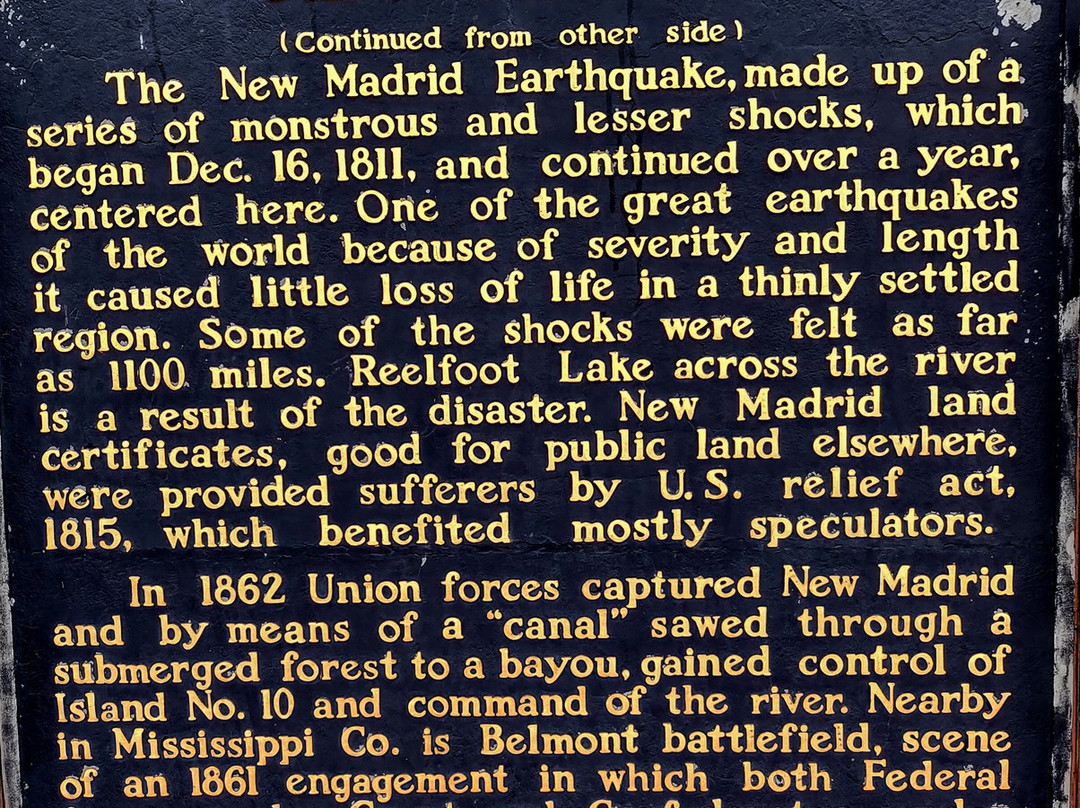 (Continued from other side)
The New Madrid Earthquake, made up of a
series of monstrous and lesser shocks, which
began Dec. 16, 1811, and continued over a year,
centered here. One of the great earthquakes
of the world because of severity and length
it caused little loss of life in a thinly settled
region. Some of the shocks were felt as far
as 1100 miles. Reelfoot Lake across the river
is a result of the disaster. New Madrid land
certificates, good for public land elsewhere,
were provided sufferers by U.S. relief act,
1815, which benefited mostly speculators.
In 1862 Union forces captured New Madrid
and by means of a "canal" sawed through a
submerged forest to a bayou, gained control of
Island No. 10 and command of the river. Nearby
in Mississippi Co. is Belmont battlefield, scene
of an 1861 engagement in which both Federal